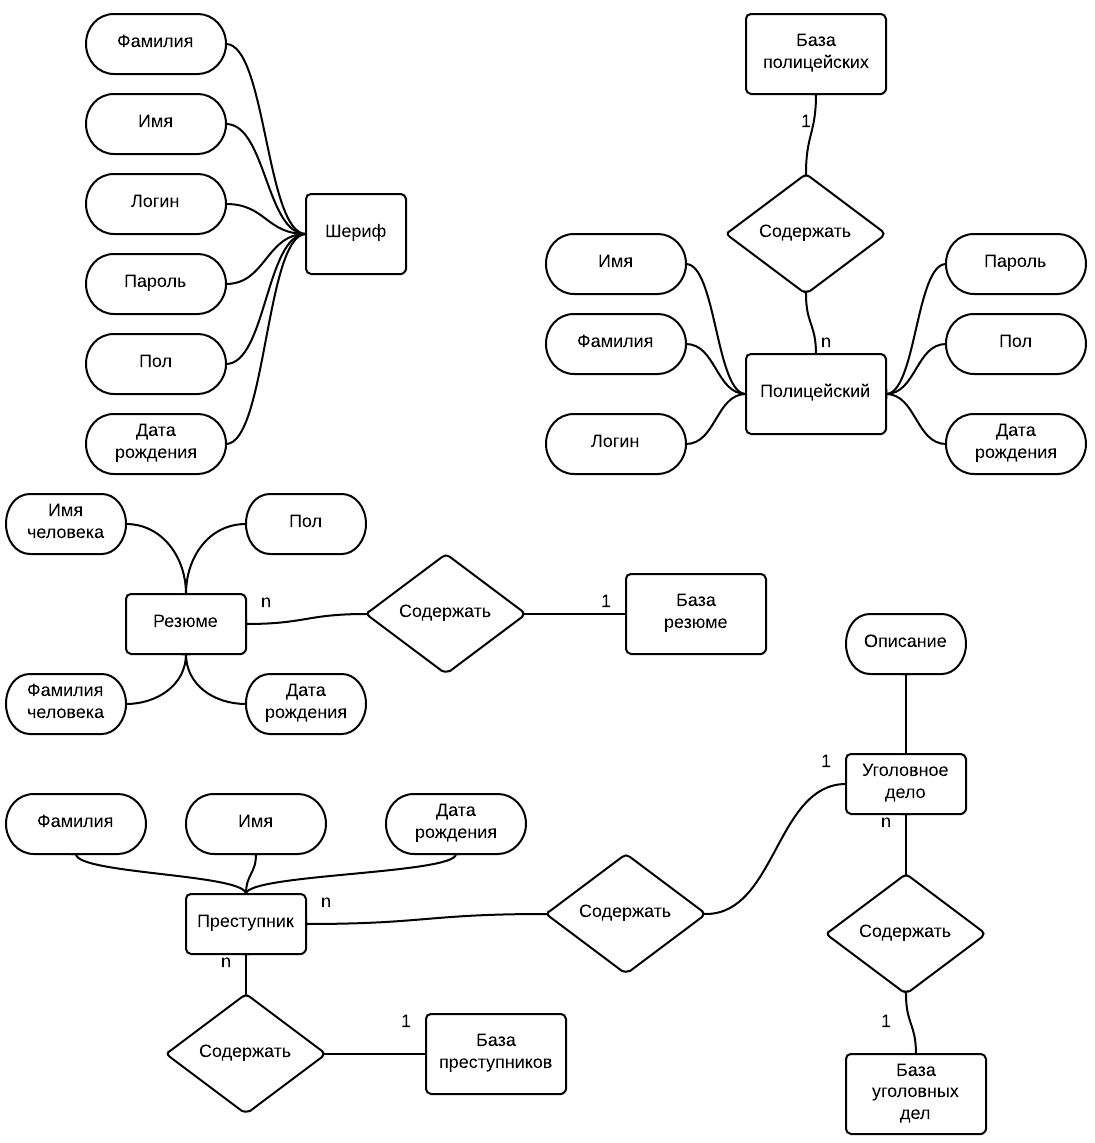 Фамилия
Имя
Логин
Пароль
Пол
Дата
рождения
Шериф
База
полицейских
1
Содержать
n
Имя
Фамилия
Логин
Полицейский
Пароль
Пол
Дата
рождения
Имя
человека
Пол
Резюме
Фамилия
человека
Дата
рождения
n
Содержать
1
База
резюме
Описание
1
Уголовное
дело
n
Содержать
1
База
уголовных
дел
Фамилия
Имя
Дата
рождения
Преступник
n
Содержать
n
Содержать
1
База
преступников